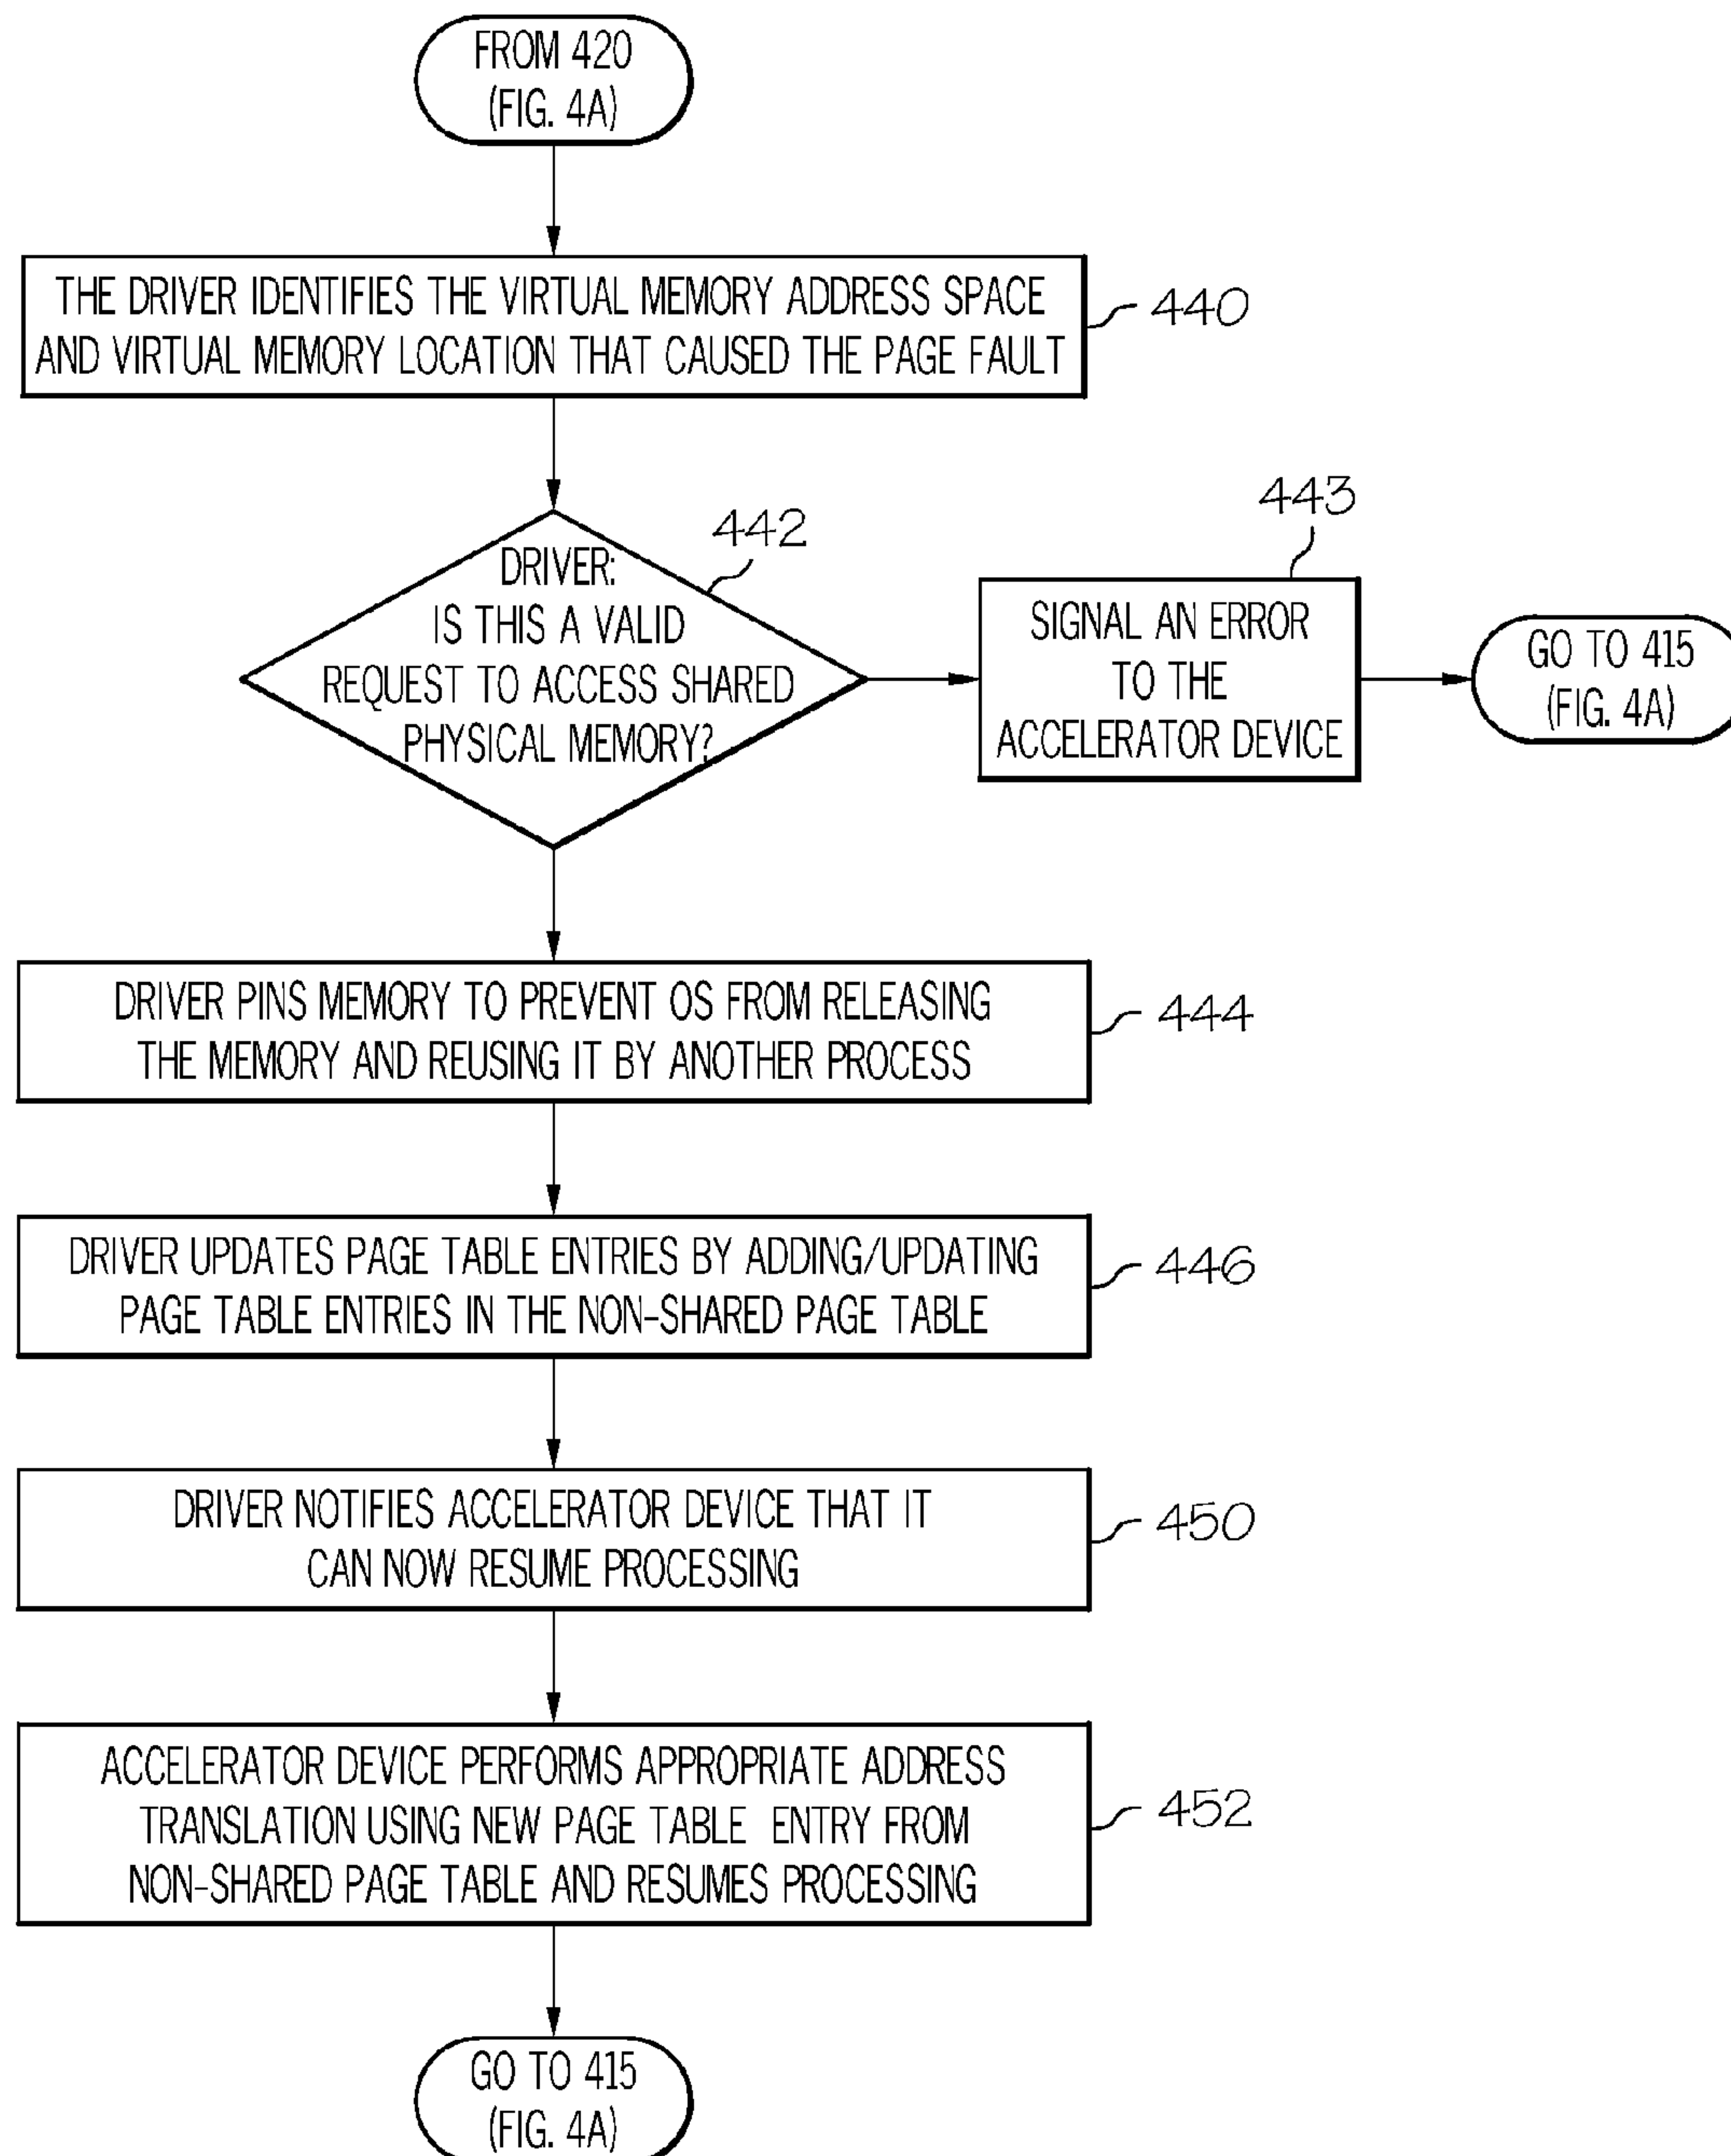 FROM 420
(FIG. 4A)
THE DRIVER IDENTIFIES THE VIRTUAL MEMORY ADDRESS SPACE
AND VIRTUAL MEMORY LOCATION THAT CAUSED THE PAGE FAULT
440
442
DRIVER:
IS THIS A VALID
REQUEST TO ACCESS SHARED
PHYSICAL MEMORY?
443
SIGNAL AN ERROR
TO THE
ACCELERATOR DEVICE
GO TO 415
(FIG. 4A)
DRIVER PINS MEMORY TO PREVENT OS FROM RELEASING
THE MEMORY AND REUSING IT BY ANOTHER PROCESS
444
DRIVER UPDATES PAGE TABLE ENTRIES BY ADDING/UPDATING
PAGE TABLE ENTRIES IN THE NON-SHARED PAGE TABLE
446
DRIVER NOTIFIES ACCELERATOR DEVICE THAT IT
CAN NOW RESUME PROCESSING
450
ACCELERATOR DEVICE PERFORMS APPROPRIATE ADDRESS
TRANSLATION USING NEW PAGE TABLE ENTRY FROM
NON-SHARED PAGE TABLE AND RESUMES PROCESSING
452
GO TO 415
(FIG. 4A)